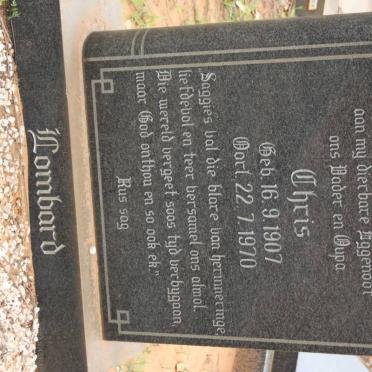 aan my dierbare Eggenoot
ons Vader en Oupa
Chris
Geb. 16.9.1907
Oorl. 22.7.1970
„Saggies val die blare van herinneringe,
liefdevol en teer versamel ons almal.
Die wereld vergeet soos tyd verbygaan,
maar God onthou en so ook ek."
Rus sag
Lombard